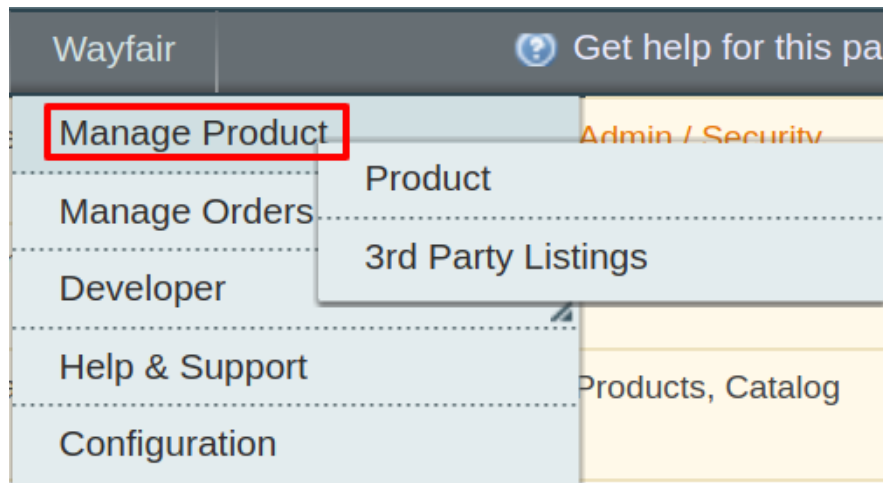 Wayfair
Get help for this pa
Manage Product
Admin / Security
Product
Manage Orders
3rd Party Listings
Developer
Help & Support
Products, Catalog
Configuration